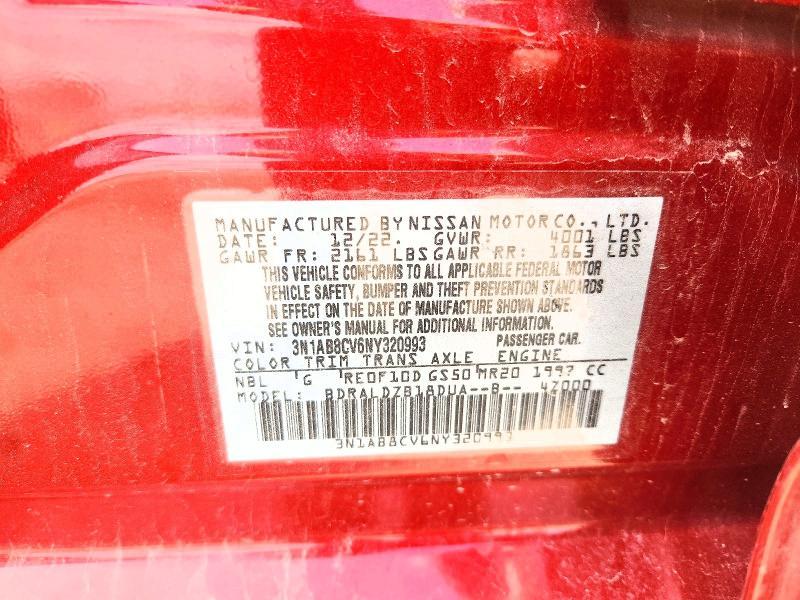 MANUFACTURED BY NISSAN MOTOR CO., LTD.
DATE: 12/22. GVWR: 4001 LBS
GAWR FR: 2161 LBS GAWR RR: 1863 LBS
THIS VEHICLE CONFORMS TO ALL APPLICABLE FEDERAL MOTOR
VEHICLE SAFETY, BUMPER AND THEFT PREVENTION STANDARDS
IN EFFECT ON THE DATE OF MANUFACTURE SHOWN ABOVE.
SEE OWNER'S MANUAL FOR ADDITIONAL INFORMATION
VIN: 3N1AB8CV6NY320993 PASSENGER CAR.
COLOR TRIM TRANS AXLE ENGINE
NBL G RE0F10D GS50 MR20 1997 CC
MODEL: BDRALDZB18DUA--B-- 4Z000
3N1AB8CV6NY320993